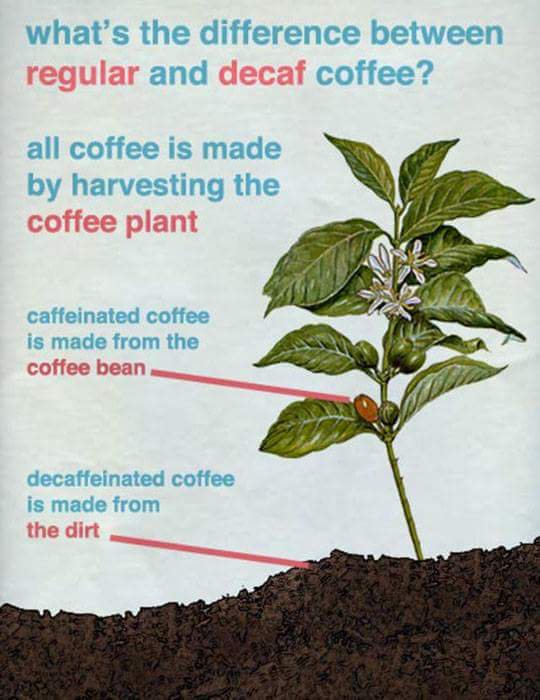 what's the difference between
regular and decaf coffee?
all coffee is made
by harvesting the
coffee plant
caffeinated coffee
is made from the
coffee bean
decaffeinated coffee
is made from
the dirt